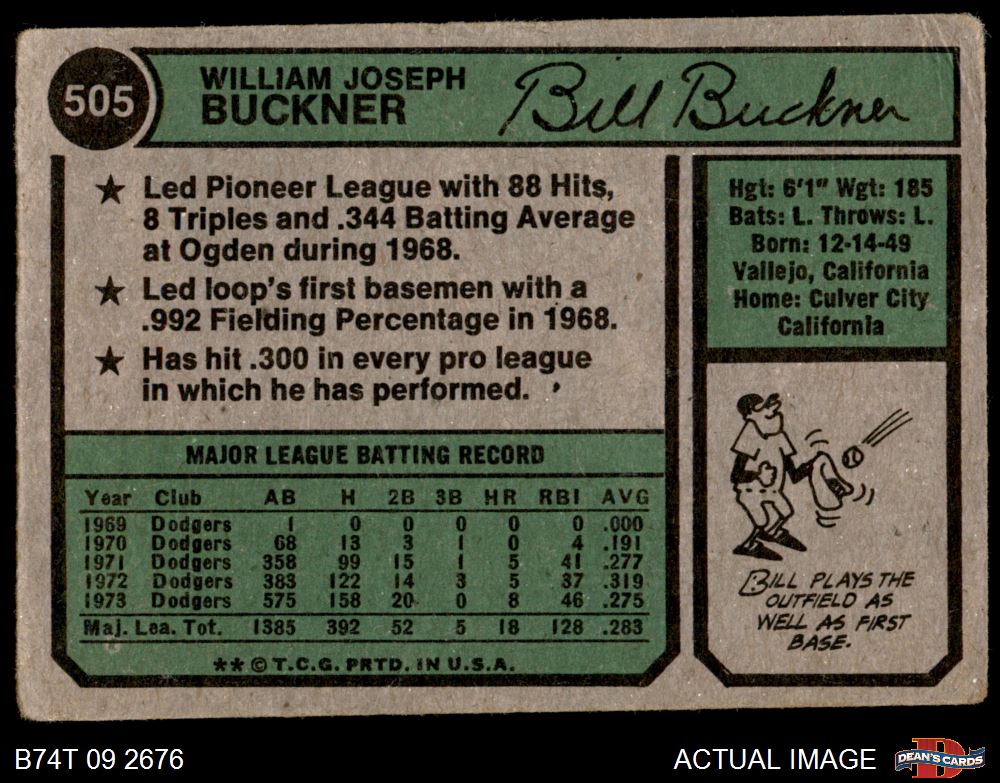 505
WILLIAM JOSEPH
BUCKNER
Bill Buckner
★ Led Pioneer League with 88 Hits,
8 Triples and .344 Batting Average
at Ogden during 1968.
★ Led loop's first basemen with a
.992 Fielding Percentage in 1968.
★ Has hit .300 in every pro league
in which he has performed.
Hgt: 6'1" Wgt: 185
Bats: L. Throws: L.
Born: 12-14-49
Vallejo, California
Home: Culver City
California
MAJOR LEAGUE BATTING RECORD
Year Club AB H 2B 3B HR RBI AVG
1969 Dodgers 1 0 0 0 0 0 .000
1970 Dodgers 68 13 3 1 0 4 .191
1971 Dodgers 358 99 15 1 5 41 .277
1972 Dodgers 383 122 14 3 5 37 .319
1973 Dodgers 575 158 20 0 8 46 .275
Maj. Lea. Tot. 1385 392 52 5 18 128 .283
** © T.C.G. PRTD. IN U.S.A.
BILL PLAYS THE
OUTFIELD AS
WELL AS FIRST
BASE.
B74T 09 2676
ACTUAL IMAGE
D
DEAN'S CARDS